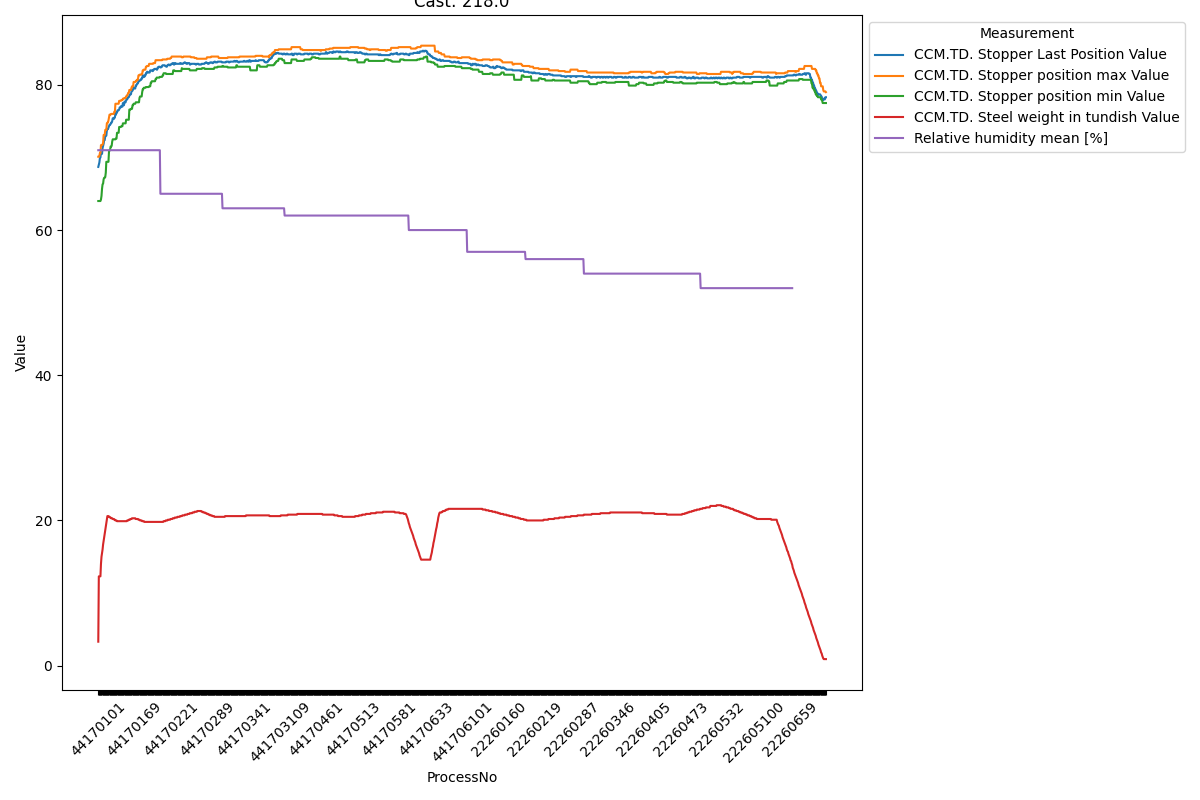 Cast: 218.0
Measurement
CCM.TD. Stopper Last Position Value
CCM.TD. Stopper position max Value
CCM.TD. Stopper position min Value
CCM.TD. Steel weight in tundish Value
Relative humidity mean [%]
Value
80
60
40
20
0
44170101
44170169
44170221
44170289
44170341
441703109
44170461
44170513
44170581
44170633
441706101
22260160
22260219
22260287
22260346
22260405
22260473
22260532
222605100
22260659
ProcessNo